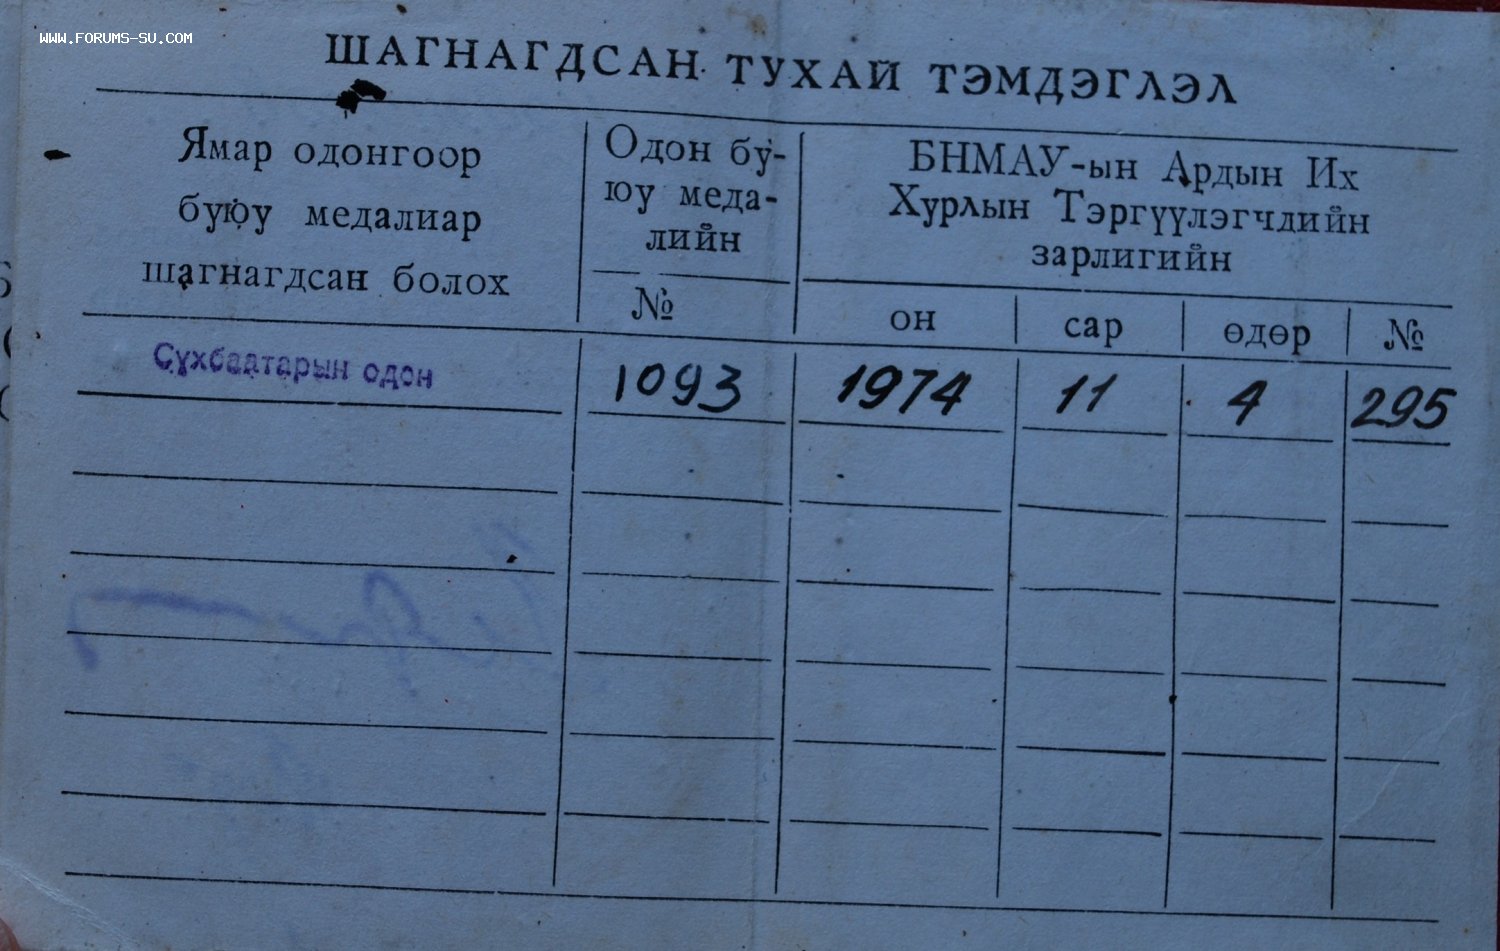 WWW.FORUMS-SU.COM
ШАГНАГДСАН ТУХАЙ ТЭМДЭГЛЭЛ
Ямар одонгоор
буюу медалиар
шагнагдсан болох
Одон бу-
юу меда-
лийн
№
БНМАУ-ын Ардын Их
Хурлын Тэргүүлэгчдийн
зарлигийн
он сар өдөр №
Сүхбаатарын одон 1093 1974 11 4 295